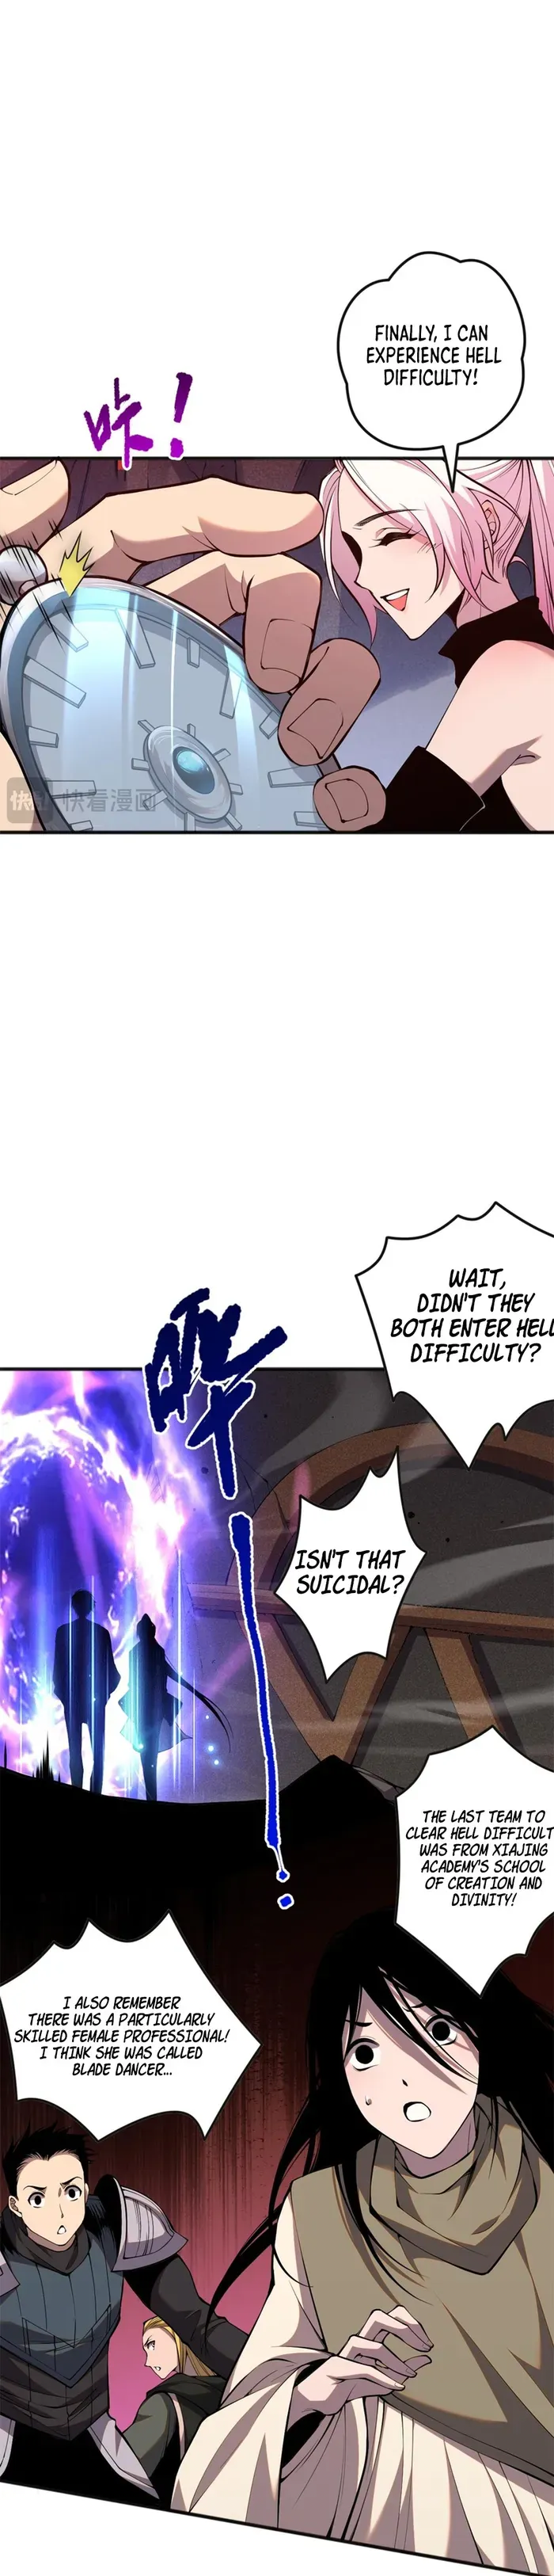 FINALLY, I CAN
EXPERIENCE HELL
DIFFICULTY!
咔!
快看漫画
WAIT,
DIDN'T THEY
BOTH ENTER HELL
DIFFICULTY?
ISN'T THAT
SUICIDAL?
THE LAST TEAM TO
CLEAR HELL DIFFICULT
WAS FROM XIAJING
ACADEMY'S SCHOOL
OF CREATION AND
DIVINITY!
I ALSO REMEMBER
THERE WAS A PARTICULARLY
SKILLED FEMALE PROFESSIONAL!
I THINK SHE WAS CALLED
BLADE DANCER...